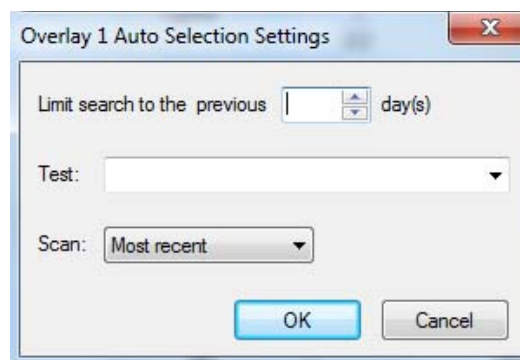 Overlay 1 Auto Selection Settings
Limit search to the previous day(s)
Test:
Scan: Most recent
OK Cancel